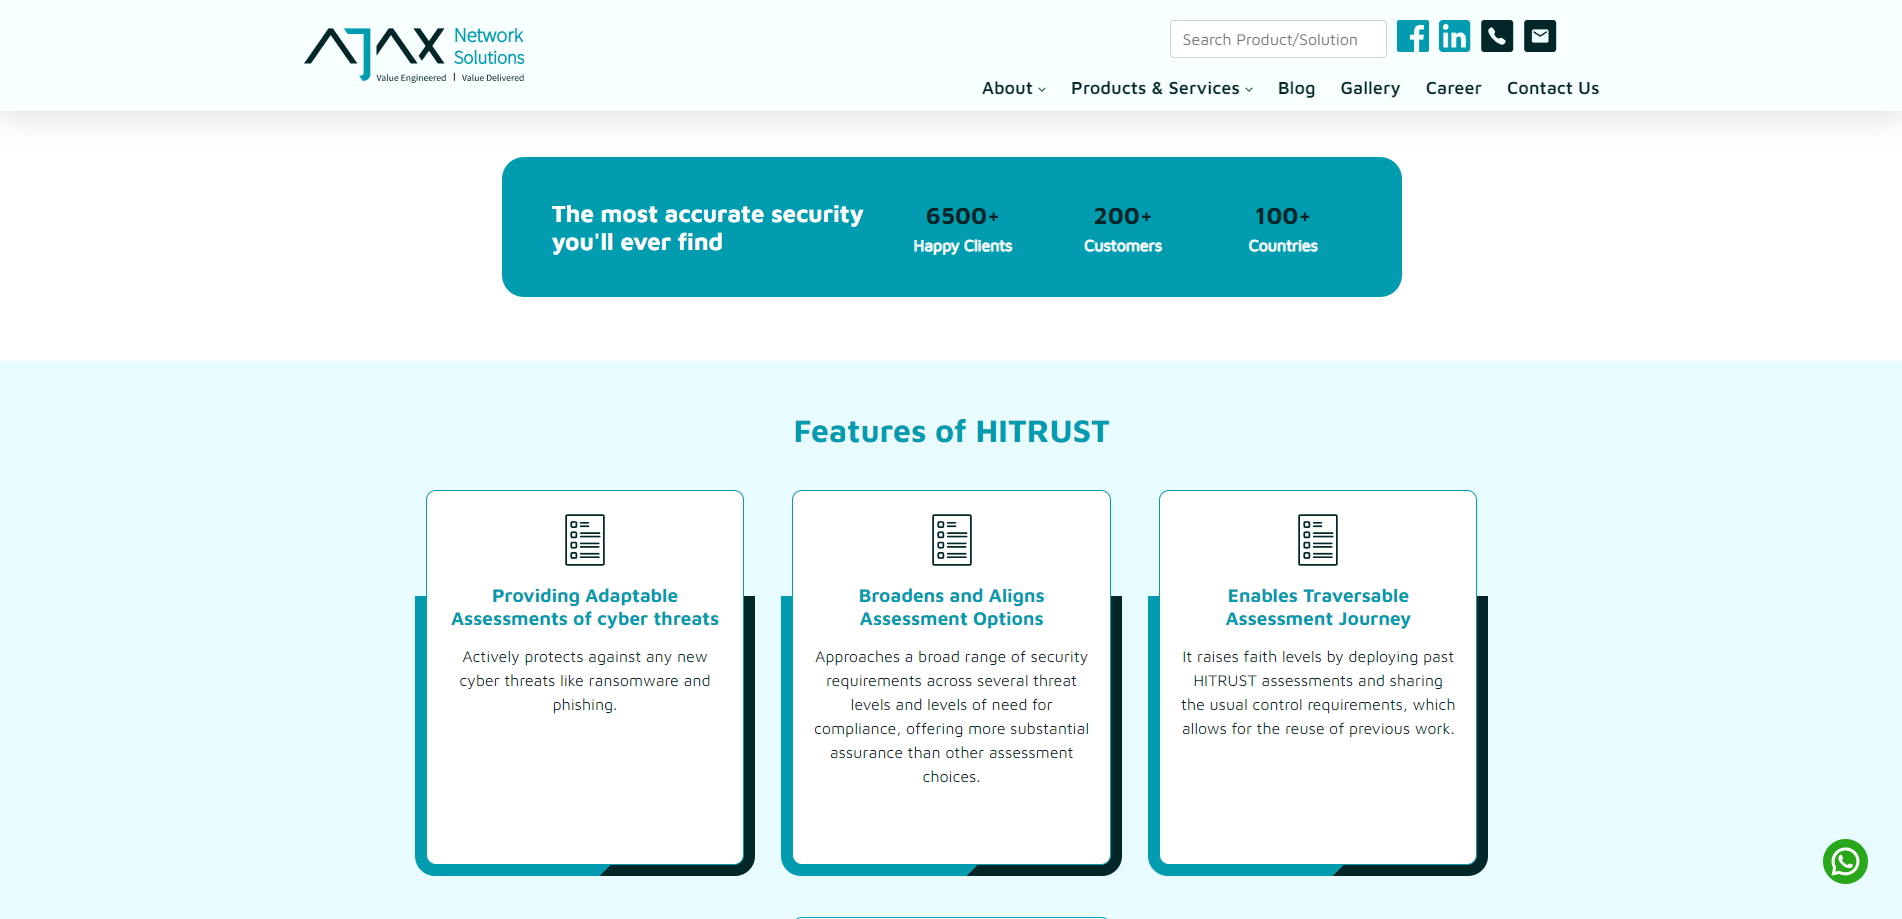 AJAX Network
Solutions
Value Engineered | Value Delivered
Search Product/Solution
About
Products & Services
Blog
Gallery
Career
Contact Us
The most accurate security
you'll ever find
6500+
Happy Clients
200+
Customers
100+
Countries
Features of HITRUST
Providing Adaptable
Assessments of cyber threats
Actively protects against any new
cyber threats like ransomware and
phishing.
Broadens and Aligns
Assessment Options
Approaches a broad range of security
requirements across several threat
levels and levels of need for
compliance, offering more substantial
assurance than other assessment
choices.
Enables Traversable
Assessment Journey
It raises faith levels by deploying past
HITRUST assessments and sharing
the usual control requirements, which
allows for the reuse of previous work.